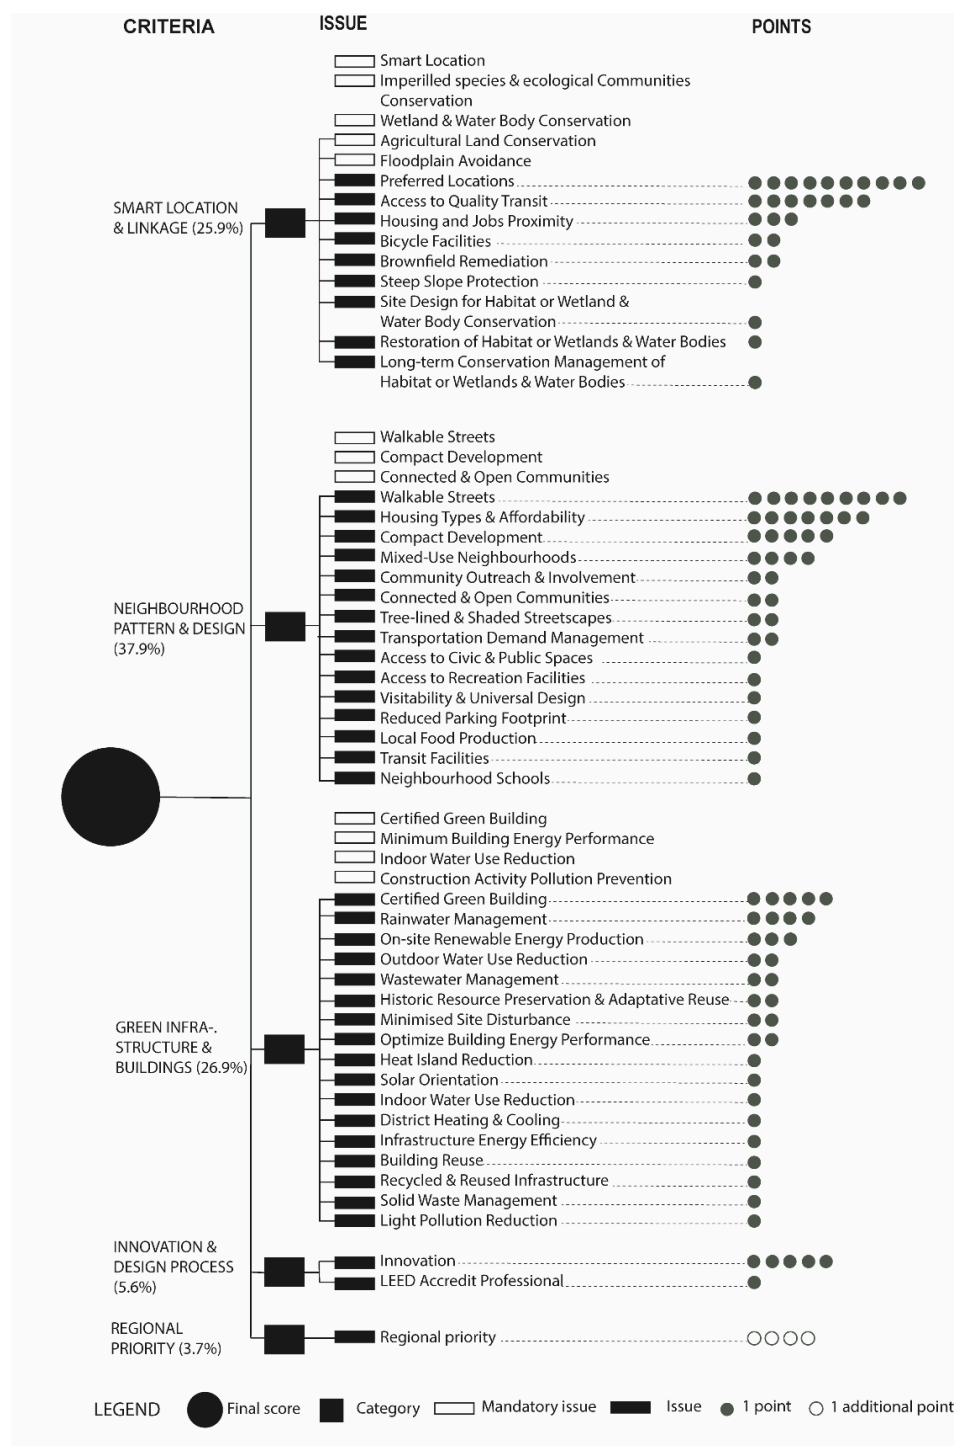 CRITERIA
ISSUE
POINTS
Smart Location
Imperilled species & ecological Communities
Conservation
Wetland & Water Body Conservation
Agricultural Land Conservation
Floodplain Avoidance
Preferred Locations
Access to Quality Transit
Housing and Jobs Proximity
Bicycle Facilities
Brownfield Remediation
Steep Slope Protection
Site Design for Habitat or Wetland &
Water Body Conservation
Restoration of Habitat or Wetlands & Water Bodies
Long-term Conservation Management of
Habitat or Wetlands & Water Bodies
SMART LOCATION
& LINKAGE (25.9%)
Walkable Streets
Compact Development
Connected & Open Communities
Walkable Streets
Housing Types & Affordability
Compact Development
Mixed-Use Neighbourhoods
Community Outreach & Involvement
Connected & Open Communities
Tree-lined & Shaded Streetscapes
Transportation Demand Management
Access to Civic & Public Spaces
Access to Recreation Facilities
Visitability & Universal Design
Reduced Parking Footprint
Local Food Production
Transit Facilities
Neighbourhood Schools
NEIGHBOURHOOD
PATTERN & DESIGN
(37.9%)
Certified Green Building
Minimum Building Energy Performance
Indoor Water Use Reduction
Construction Activity Pollution Prevention
Certified Green Building
Rainwater Management
On-site Renewable Energy Production
Outdoor Water Use Reduction
Wastewater Management
Historic Resource Preservation & Adaptative Reuse
Minimised Site Disturbance
Optimize Building Energy Performance
Heat Island Reduction
Solar Orientation
Indoor Water Use Reduction
District Heating & Cooling
Infrastructure Energy Efficiency
Building Reuse
Recycled & Reused Infrastructure
Solid Waste Management
Light Pollution Reduction
GREEN INFRA-.
STRUCTURE &
BUILDINGS (26.9%)
INNOVATION &
DESIGN PROCESS
(5.6%)
Innovation
LEED Accredit Professional
REGIONAL
PRIORITY (3.7%)
Regional priority
LEGEND
Final score
Category
Mandatory issue
Issue
1 point
1 additional point